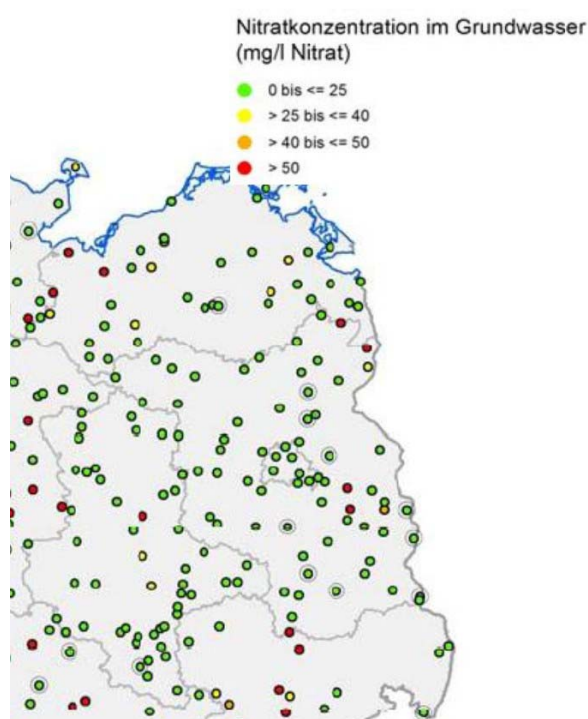 Nitratkonzentration im Grundwasser
(mg/l Nitrat)
0 bis <= 25
> 25 bis <= 40
> 40 bis <= 50
> 50